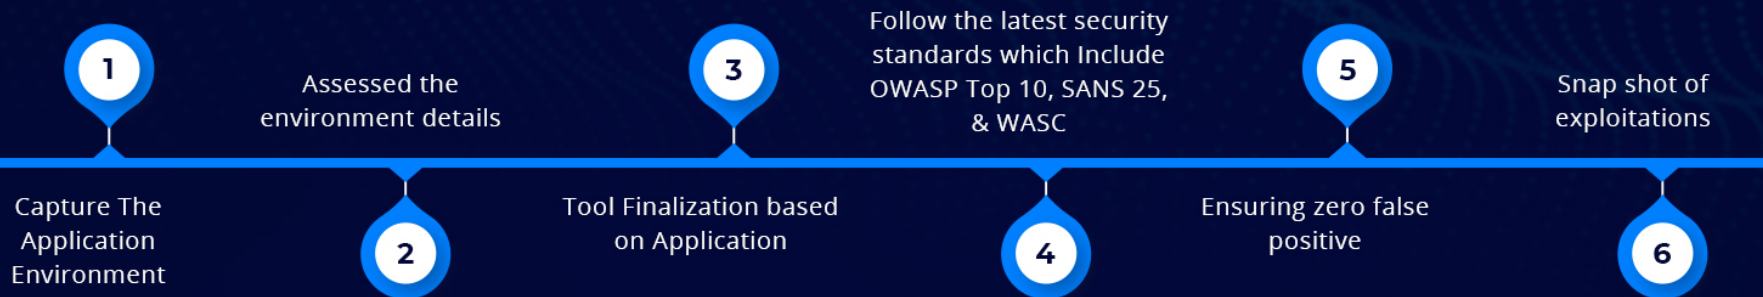 1
Capture The
Application
Environment
Assessed the
environment details
2
3
Tool Finalization based
on Application
Follow the latest security
standards which Include
OWASP Top 10, SANS 25,
& WASC
4
5
Ensuring zero false
positive
Snap shot of
exploitations
6